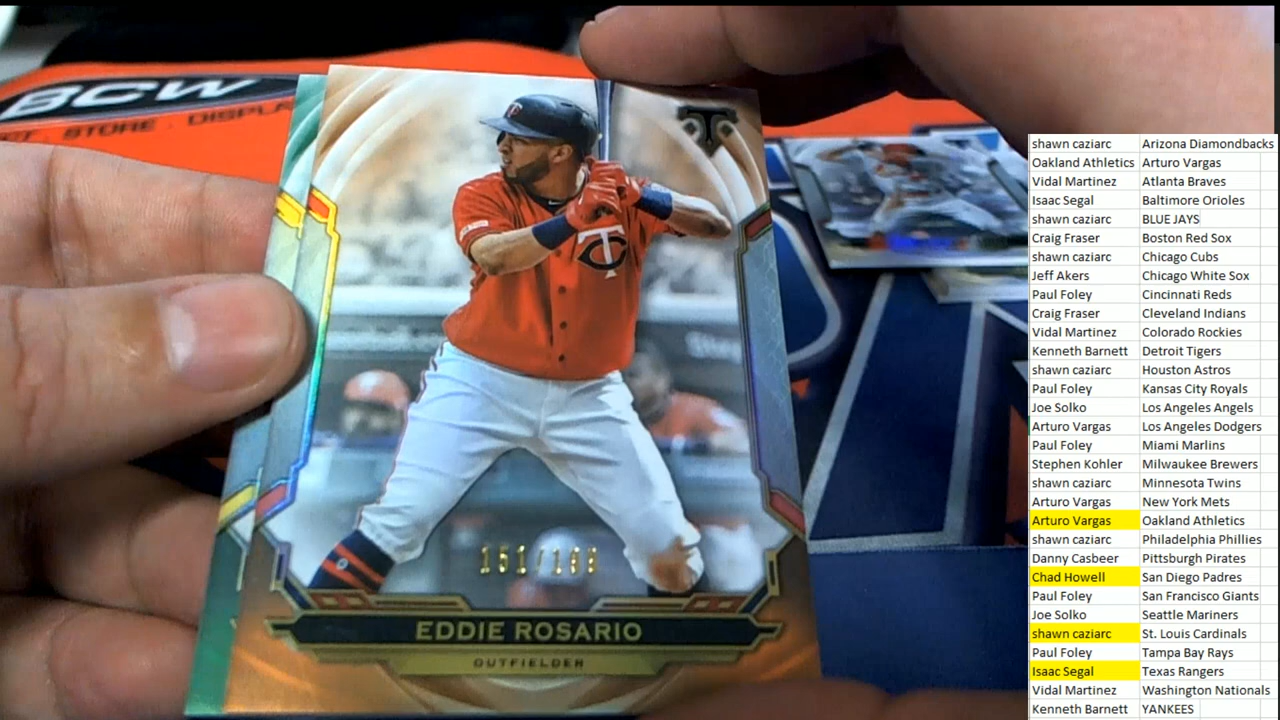 BCW
STORE . DISPLA
T
TC
EDDIE ROSARIO
OUTFIELDER
shawn caziarc Arizona Diamondbacks
Oakland Athletics Arturo Vargas
Vidal Martinez Atlanta Braves
Isaac Segal Baltimore Orioles
shawn caziarc BLUE JAYS
Craig Fraser Boston Red Sox
shawn caziarc Chicago Cubs
Jeff Akers Chicago White Sox
Paul Foley Cincinnati Reds
Craig Fraser Cleveland Indians
Vidal Martinez Colorado Rockies
Kenneth Barnett Detroit Tigers
shawn caziarc Houston Astros
Paul Foley Kansas City Royals
Joe Solko Los Angeles Angels
Arturo Vargas Los Angeles Dodgers
Paul Foley Miami Marlins
Stephen Kohler Milwaukee Brewers
shawn caziarc Minnesota Twins
Arturo Vargas New York Mets
Arturo Vargas Oakland Athletics
shawn caziarc Philadelphia Phillies
Danny Casbeer Pittsburgh Pirates
Chad Howell San Diego Padres
Paul Foley San Francisco Giants
Joe Solko Seattle Mariners
shawn caziarc St. Louis Cardinals
Paul Foley Tampa Bay Rays
Isaac Segal Texas Rangers
Vidal Martinez Washington Nationals
Kenneth Barnett YANKEES